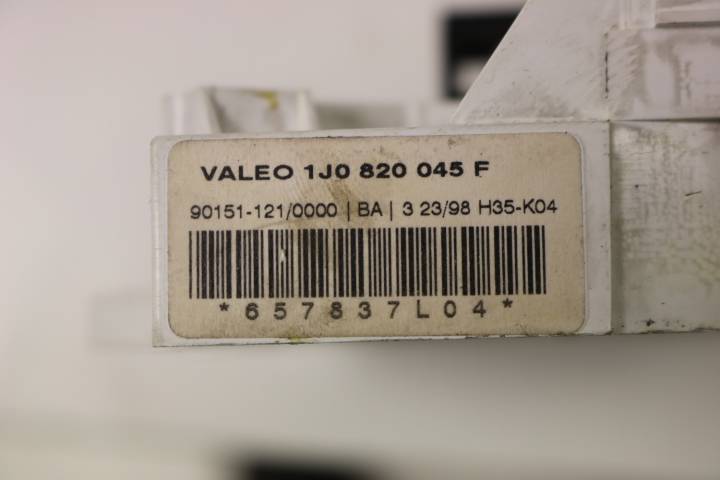 VALEO 1J0 820 045 F
90151-121/0000 | BA | 3 23/98 H35-K04
*657837L04*